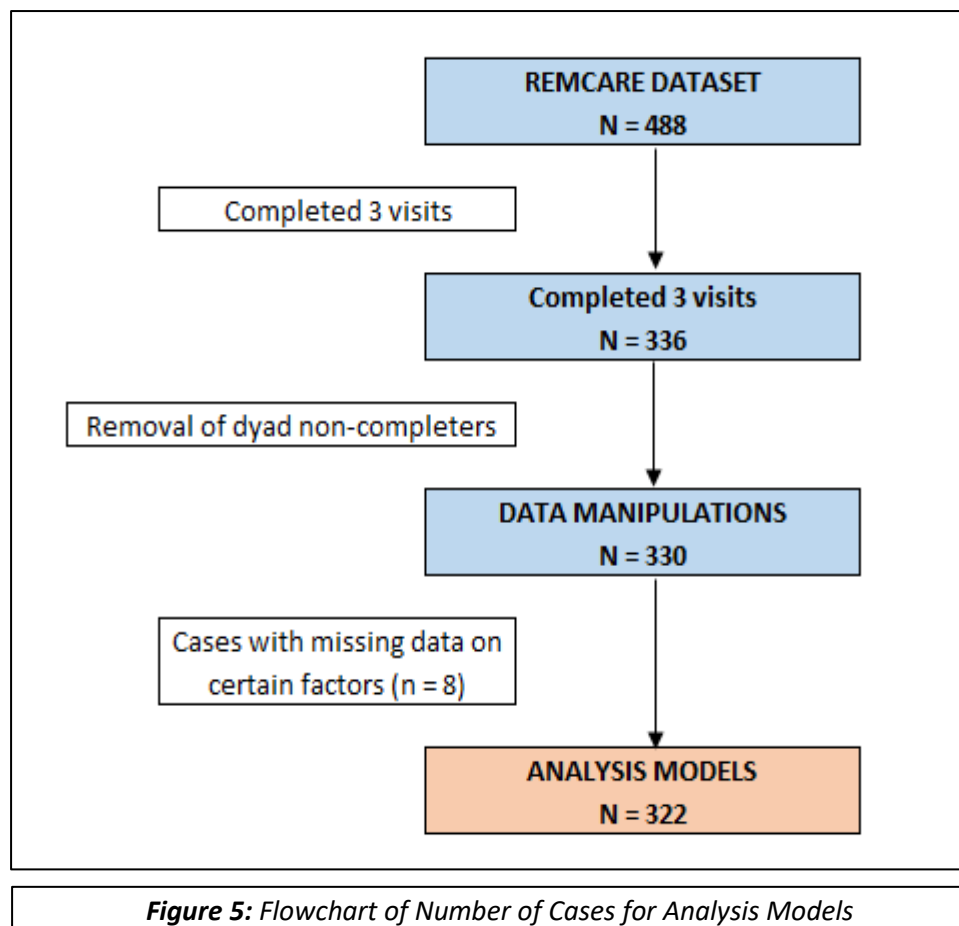 REMCARE DATASET
N = 488
Completed 3 visits
Completed 3 visits
N = 336
Removal of dyad non-completers
DATA MANIPULATIONS
N = 330
Cases with missing data on
certain factors (n = 8)
ANALYSIS MODELS
N = 322
Figure 5: Flowchart of Number of Cases for Analysis Models